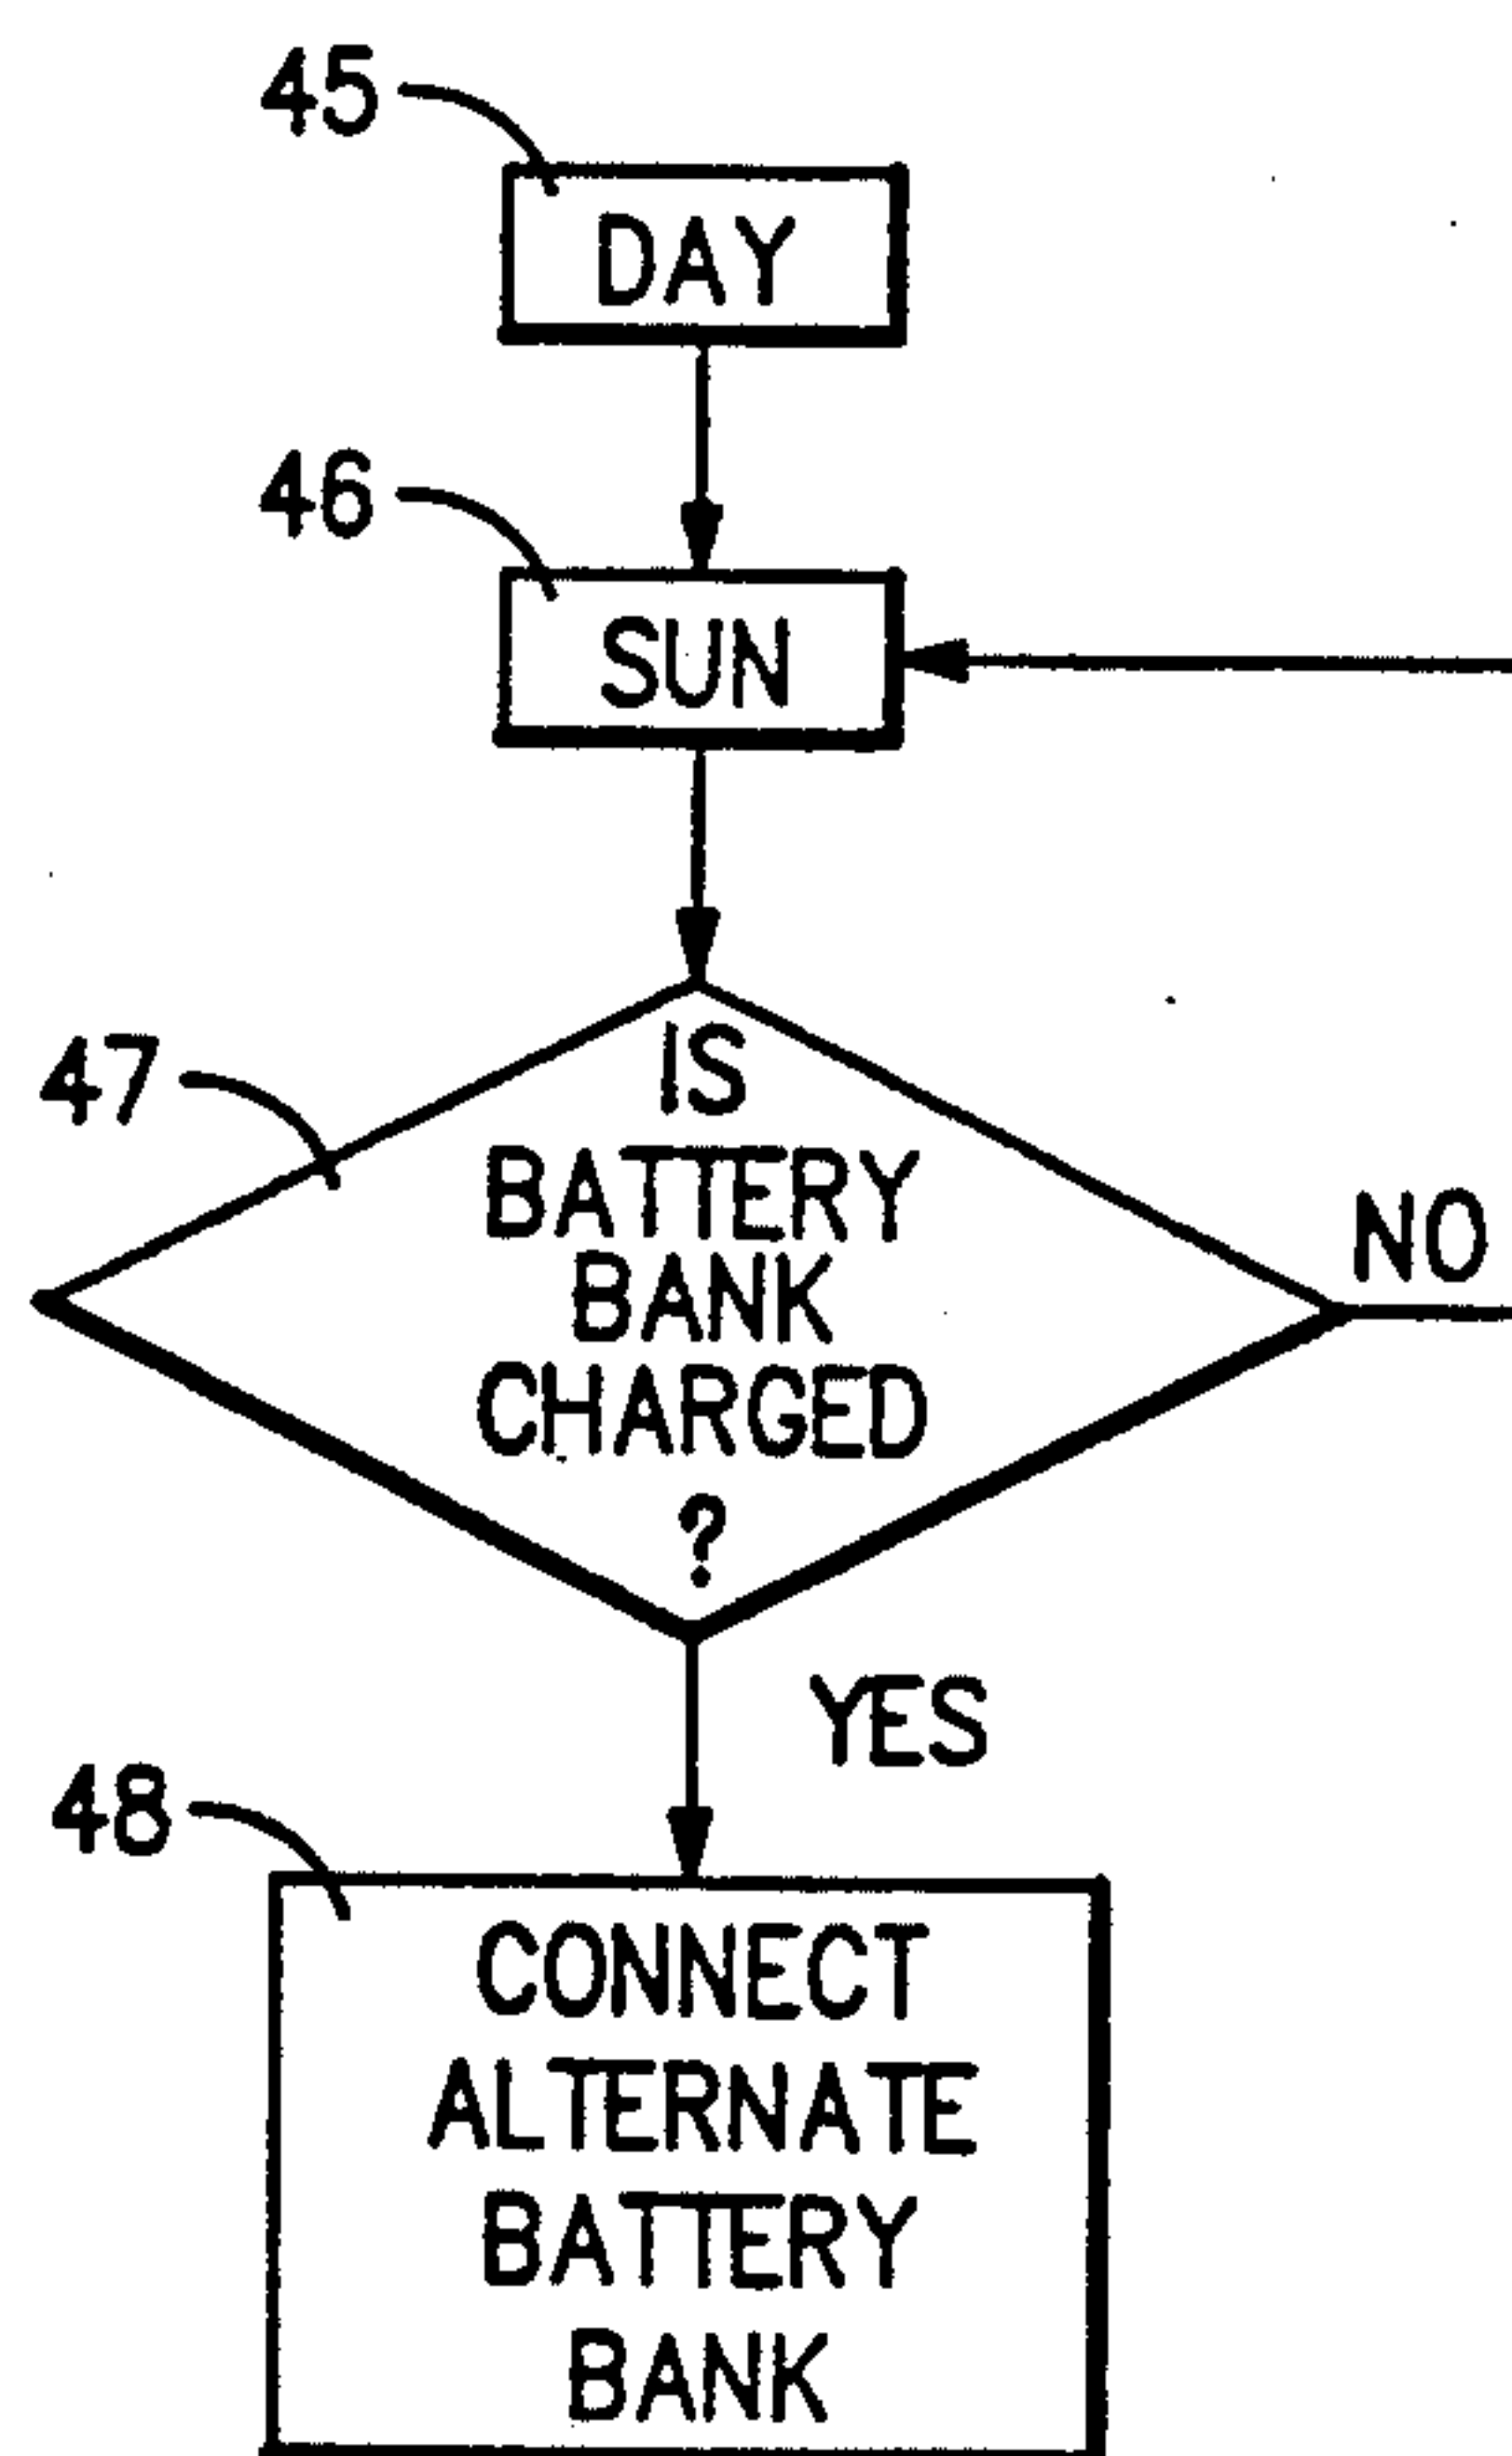 45
DAY
46
SUN
47
IS
BATTERY
BANK
CHARGED
?
NO
YES
48
CONNECT
ALTERNATE
BATTERY
BANK